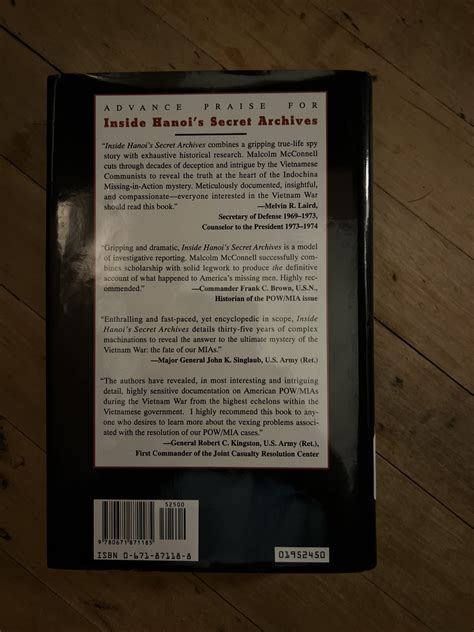 ADVANCE PRAISE FOR
Inside Hanoi's Secret Archives
"Inside Hanoi's Secret Archives combines a gripping true-life spy
story with exhaustive historical research. Malcolm McConnell
cuts through decades of deception and intrigue by the Vietnamese
Communists to reveal the truth at the heart of the Indochina
Missing-in-Action mystery. Meticulously documented, insightful,
and compassionate—everyone interested in the Vietnam War
should read this book."
—Melvin R. Laird,
Secretary of Defense 1969–1973,
Counselor to the President 1973–1974
"Gripping and dramatic, Inside Hanoi's Secret Archives is a model
of investigative reporting. Malcolm McConnell successfully com-
bines scholarship with solid legwork to produce the definitive
account of what happened to America's missing men. Highly rec-
ommended."
—Commander Frank C. Brown, U.S.N.,
Historian of the POW/MIA issue
"Enthralling and fast-paced, yet encyclopedic in scope, Inside
Hanoi's Secret Archives details thirty-five years of complex
machinations to reveal the answer to the ultimate mystery of the
Vietnam War: the fate of our MIAs."
—Major General John K. Singlaub, U.S. Army (Ret.)
"The authors have revealed, in most interesting and intriguing
detail, highly sensitive documentation on American POW/MIAs
during the Vietnam War from the highest echelons within the
Vietnamese government. I highly recommend this book to any-
one who desires to learn more about the vexing problems associ-
ated with the resolution of our POW/MIA cases."
—General Robert C. Kingston, U.S. Army (Ret.),
First Commander of the Joint Casualty Resolution Center
52500
9 780671 871185
ISBN 0-671-87118-8
01952450